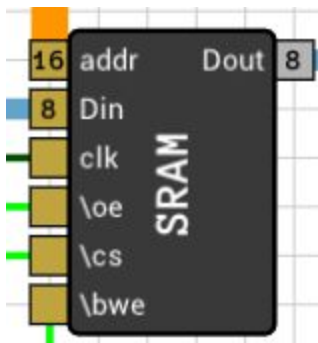 16 addr Dout 8
8 Din
clk
\oe
\cs
\bwe
SRAM